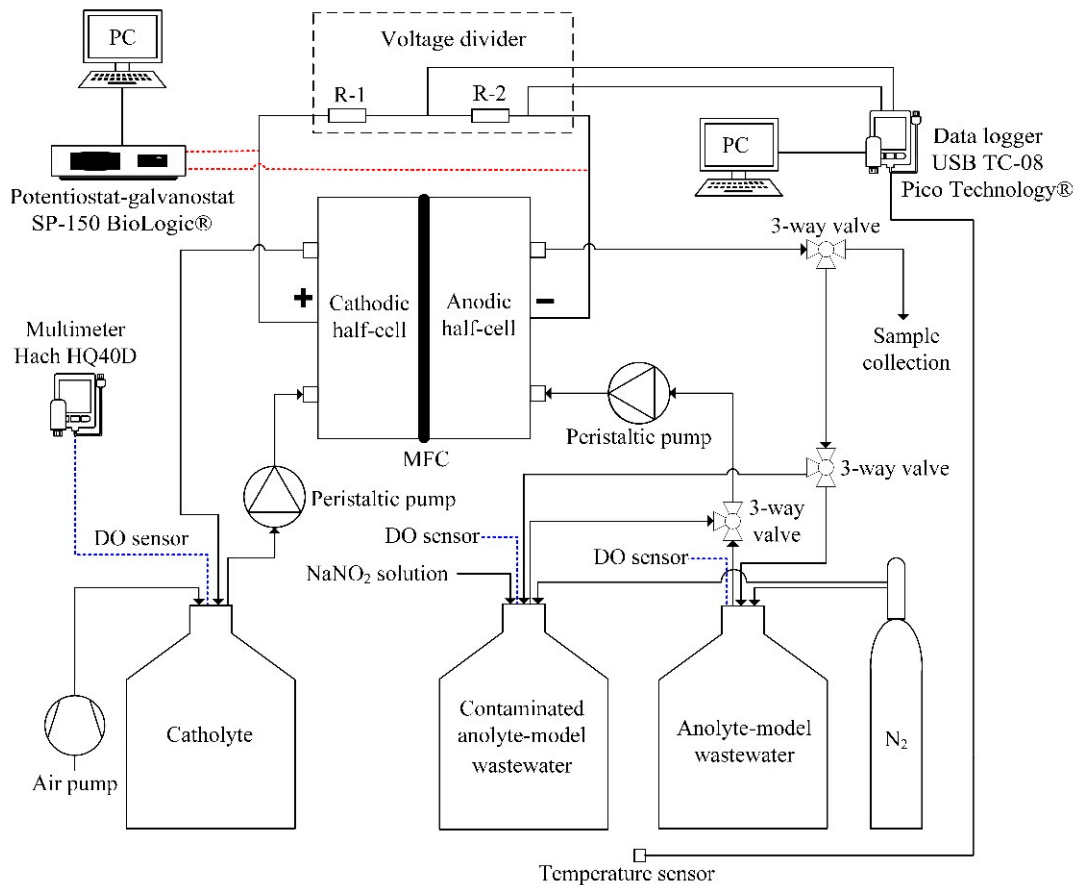 PC
Voltage divider
R-1
R-2
PC
Data logger
USB TC-08
Pico Technology®
Potentiostat-galvanostat
SP-150 BioLogic®
3-way valve
+
Cathodic
half-cell
Anodic
half-cell
−
Sample
collection
Multimeter
Hach HQ40D
Peristaltic pump
MFC
3-way valve
Peristaltic pump
3-way
valve
DO sensor
DO sensor
DO sensor
NaNO₂ solution
Catholyte
Contaminated
anolyte-model
wastewater
Anolyte-model
wastewater
N₂
Air pump
Temperature sensor